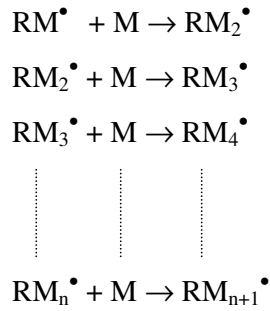 RM• + M → RM₂•
RM₂• + M → RM₃•
RM₃• + M → RM₄•
RMₙ• + M → RMₙ₊₁•